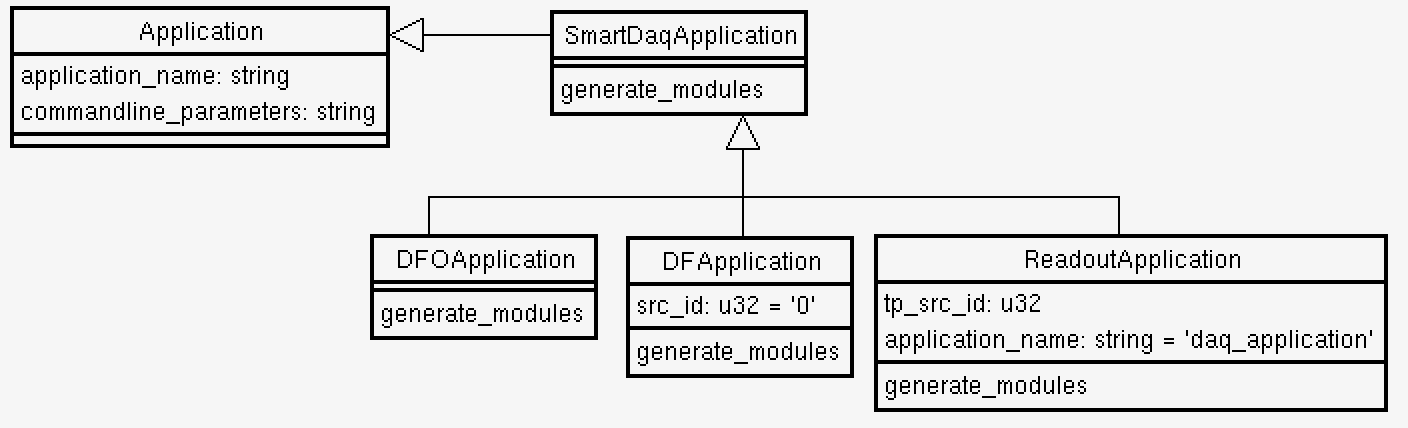 Application
application_name: string
commandline_parameters: string
SmartDaqApplication
generate_modules
DFOApplication
generate_modules
DFApplication
src_id: u32 = '0'
generate_modules
ReadoutApplication
tp_src_id: u32
application_name: string = 'daq_application'
generate_modules